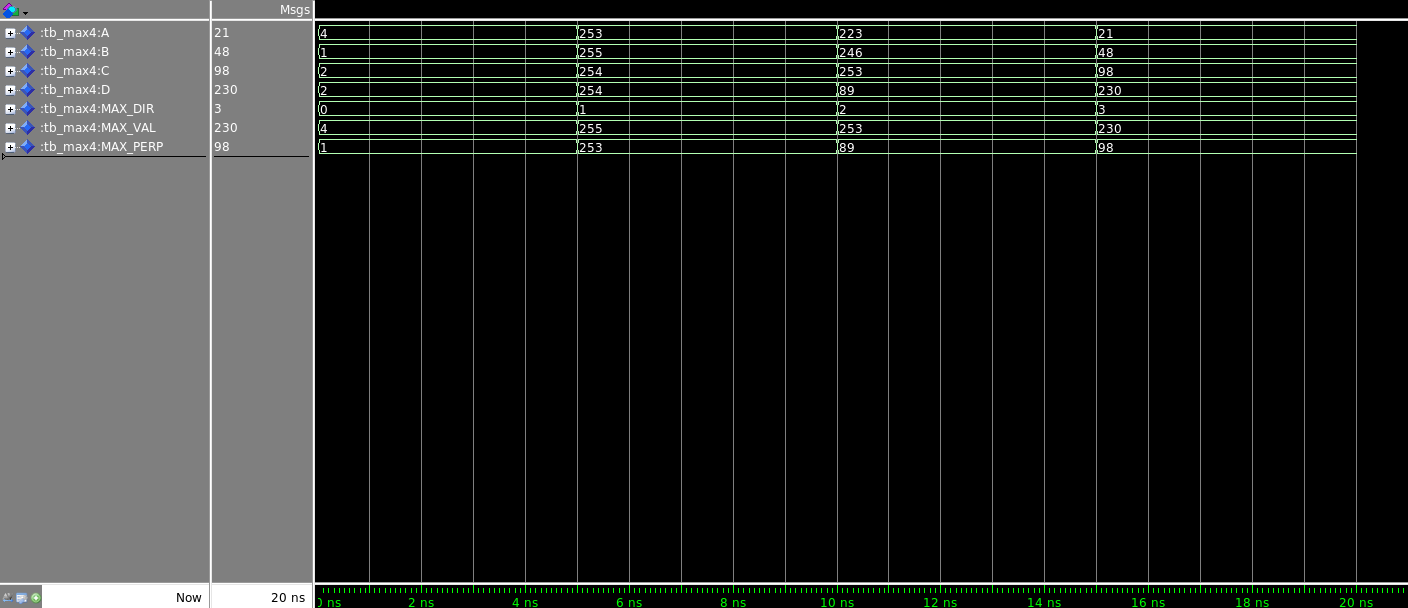 Msgs
:tb_max4:A 21 4 253 223 21
:tb_max4:B 48 1 255 246 48
:tb_max4:C 98 2 254 253 98
:tb_max4:D 230 2 254 89 230
:tb_max4:MAX_DIR 3 0 1 2 3
:tb_max4:MAX_VAL 230 4 255 253 230
:tb_max4:MAX_PERP 98 1 253 89 98
Now 20 ns 0 ns 2 ns 4 ns 6 ns 8 ns 10 ns 12 ns 14 ns 16 ns 18 ns 20 ns